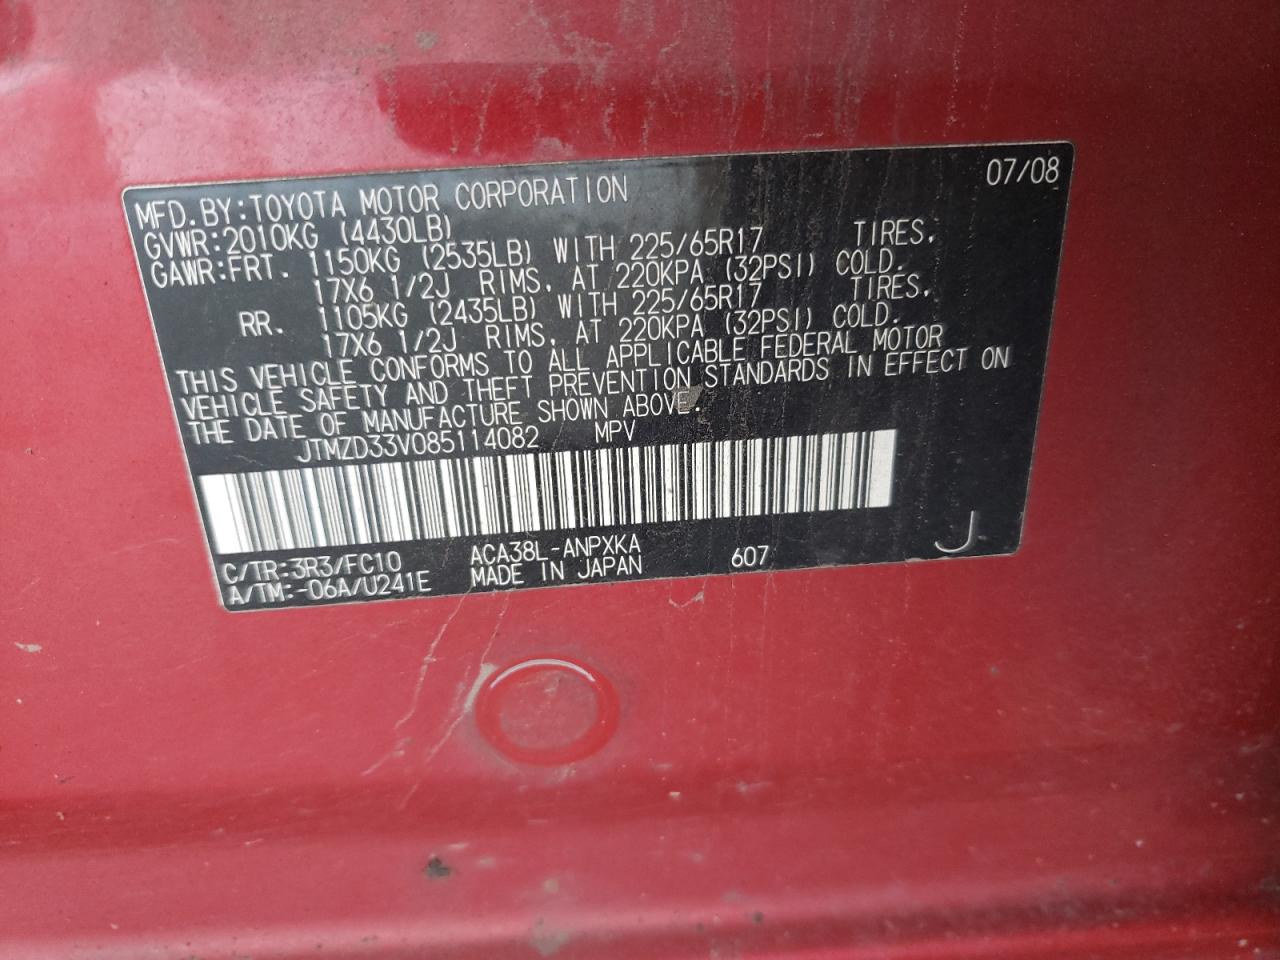 07/08
MFD.BY:TOYOTA MOTOR CORPORATION
GVWR:2010KG (4430LB)
GAWR:FRT. 1150KG (2535LB) WITH 225/65R17 TIRES,
17X6 1/2J RIMS, AT 220KPA (32PSI) COLD.
RR. 1105KG (2435LB) WITH 225/65R17 TIRES,
17X6 1/2J RIMS, AT 220KPA (32PSI) COLD.
THIS VEHICLE CONFORMS TO ALL APPLICABLE FEDERAL MOTOR
VEHICLE SAFETY AND THEFT PREVENTION STANDARDS IN EFFECT ON
THE DATE OF MANUFACTURE SHOWN ABOVE.
JTMZD33V085114082 MPV
C/TR:3R3/FC10 ACA38L-ANPXKA
A/TM:-06A/U241E MADE IN JAPAN 607 J